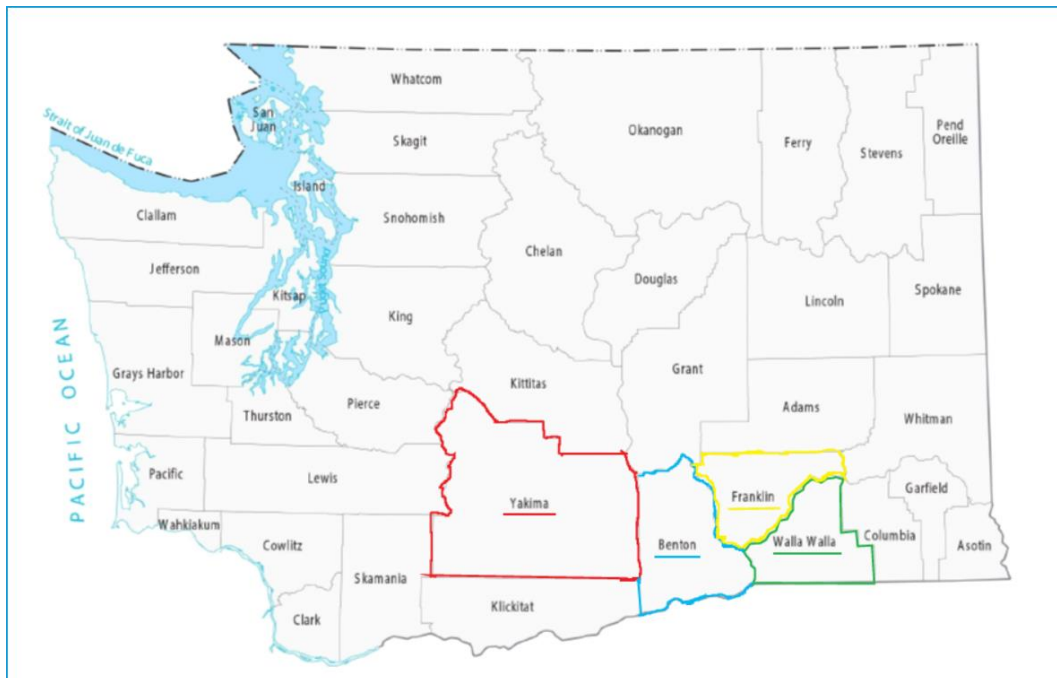 Whatcom
San
Juan
Skagit
Okanogan
Ferry
Stevens
Pend
Oreille
Strait of Juan de Fuca
Island
Snohomish
Clallam
Chelan
Jefferson
Douglas
Kitsap
Puget Sound
Lincoln
Spokane
King
Mason
Grays Harbor
Kittitas
Grant
Pierce
Thurston
Adams
Whitman
PACIFIC OCEAN
Pacific
Lewis
Yakima
Franklin
Garfield
Wahkiakum
Cowlitz
Benton
Walla Walla
Columbia
Asotin
Skamania
Klickitat
Clark